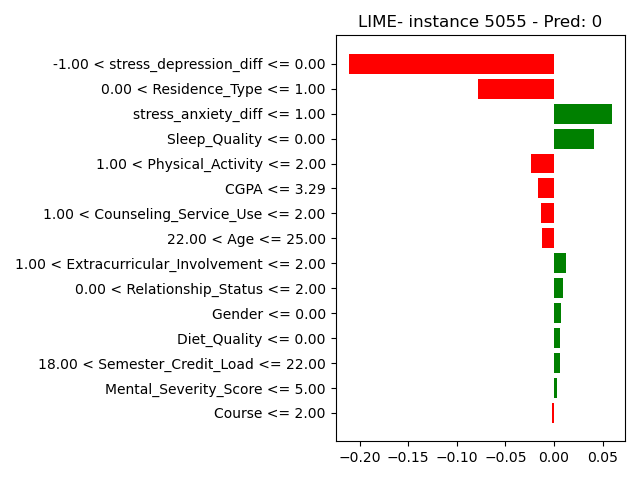 LIME- instance 5055 - Pred: 0
-1.00 < stress_depression_diff <= 0.00
0.00 < Residence_Type <= 1.00
stress_anxiety_diff <= 1.00
Sleep_Quality <= 0.00
1.00 < Physical_Activity <= 2.00
CGPA <= 3.29
1.00 < Counseling_Service_Use <= 2.00
22.00 < Age <= 25.00
1.00 < Extracurricular_Involvement <= 2.00
0.00 < Relationship_Status <= 2.00
Gender <= 0.00
Diet_Quality <= 0.00
18.00 < Semester_Credit_Load <= 22.00
Mental_Severity_Score <= 5.00
Course <= 2.00
−0.20 −0.15 −0.10 −0.05 0.00 0.05